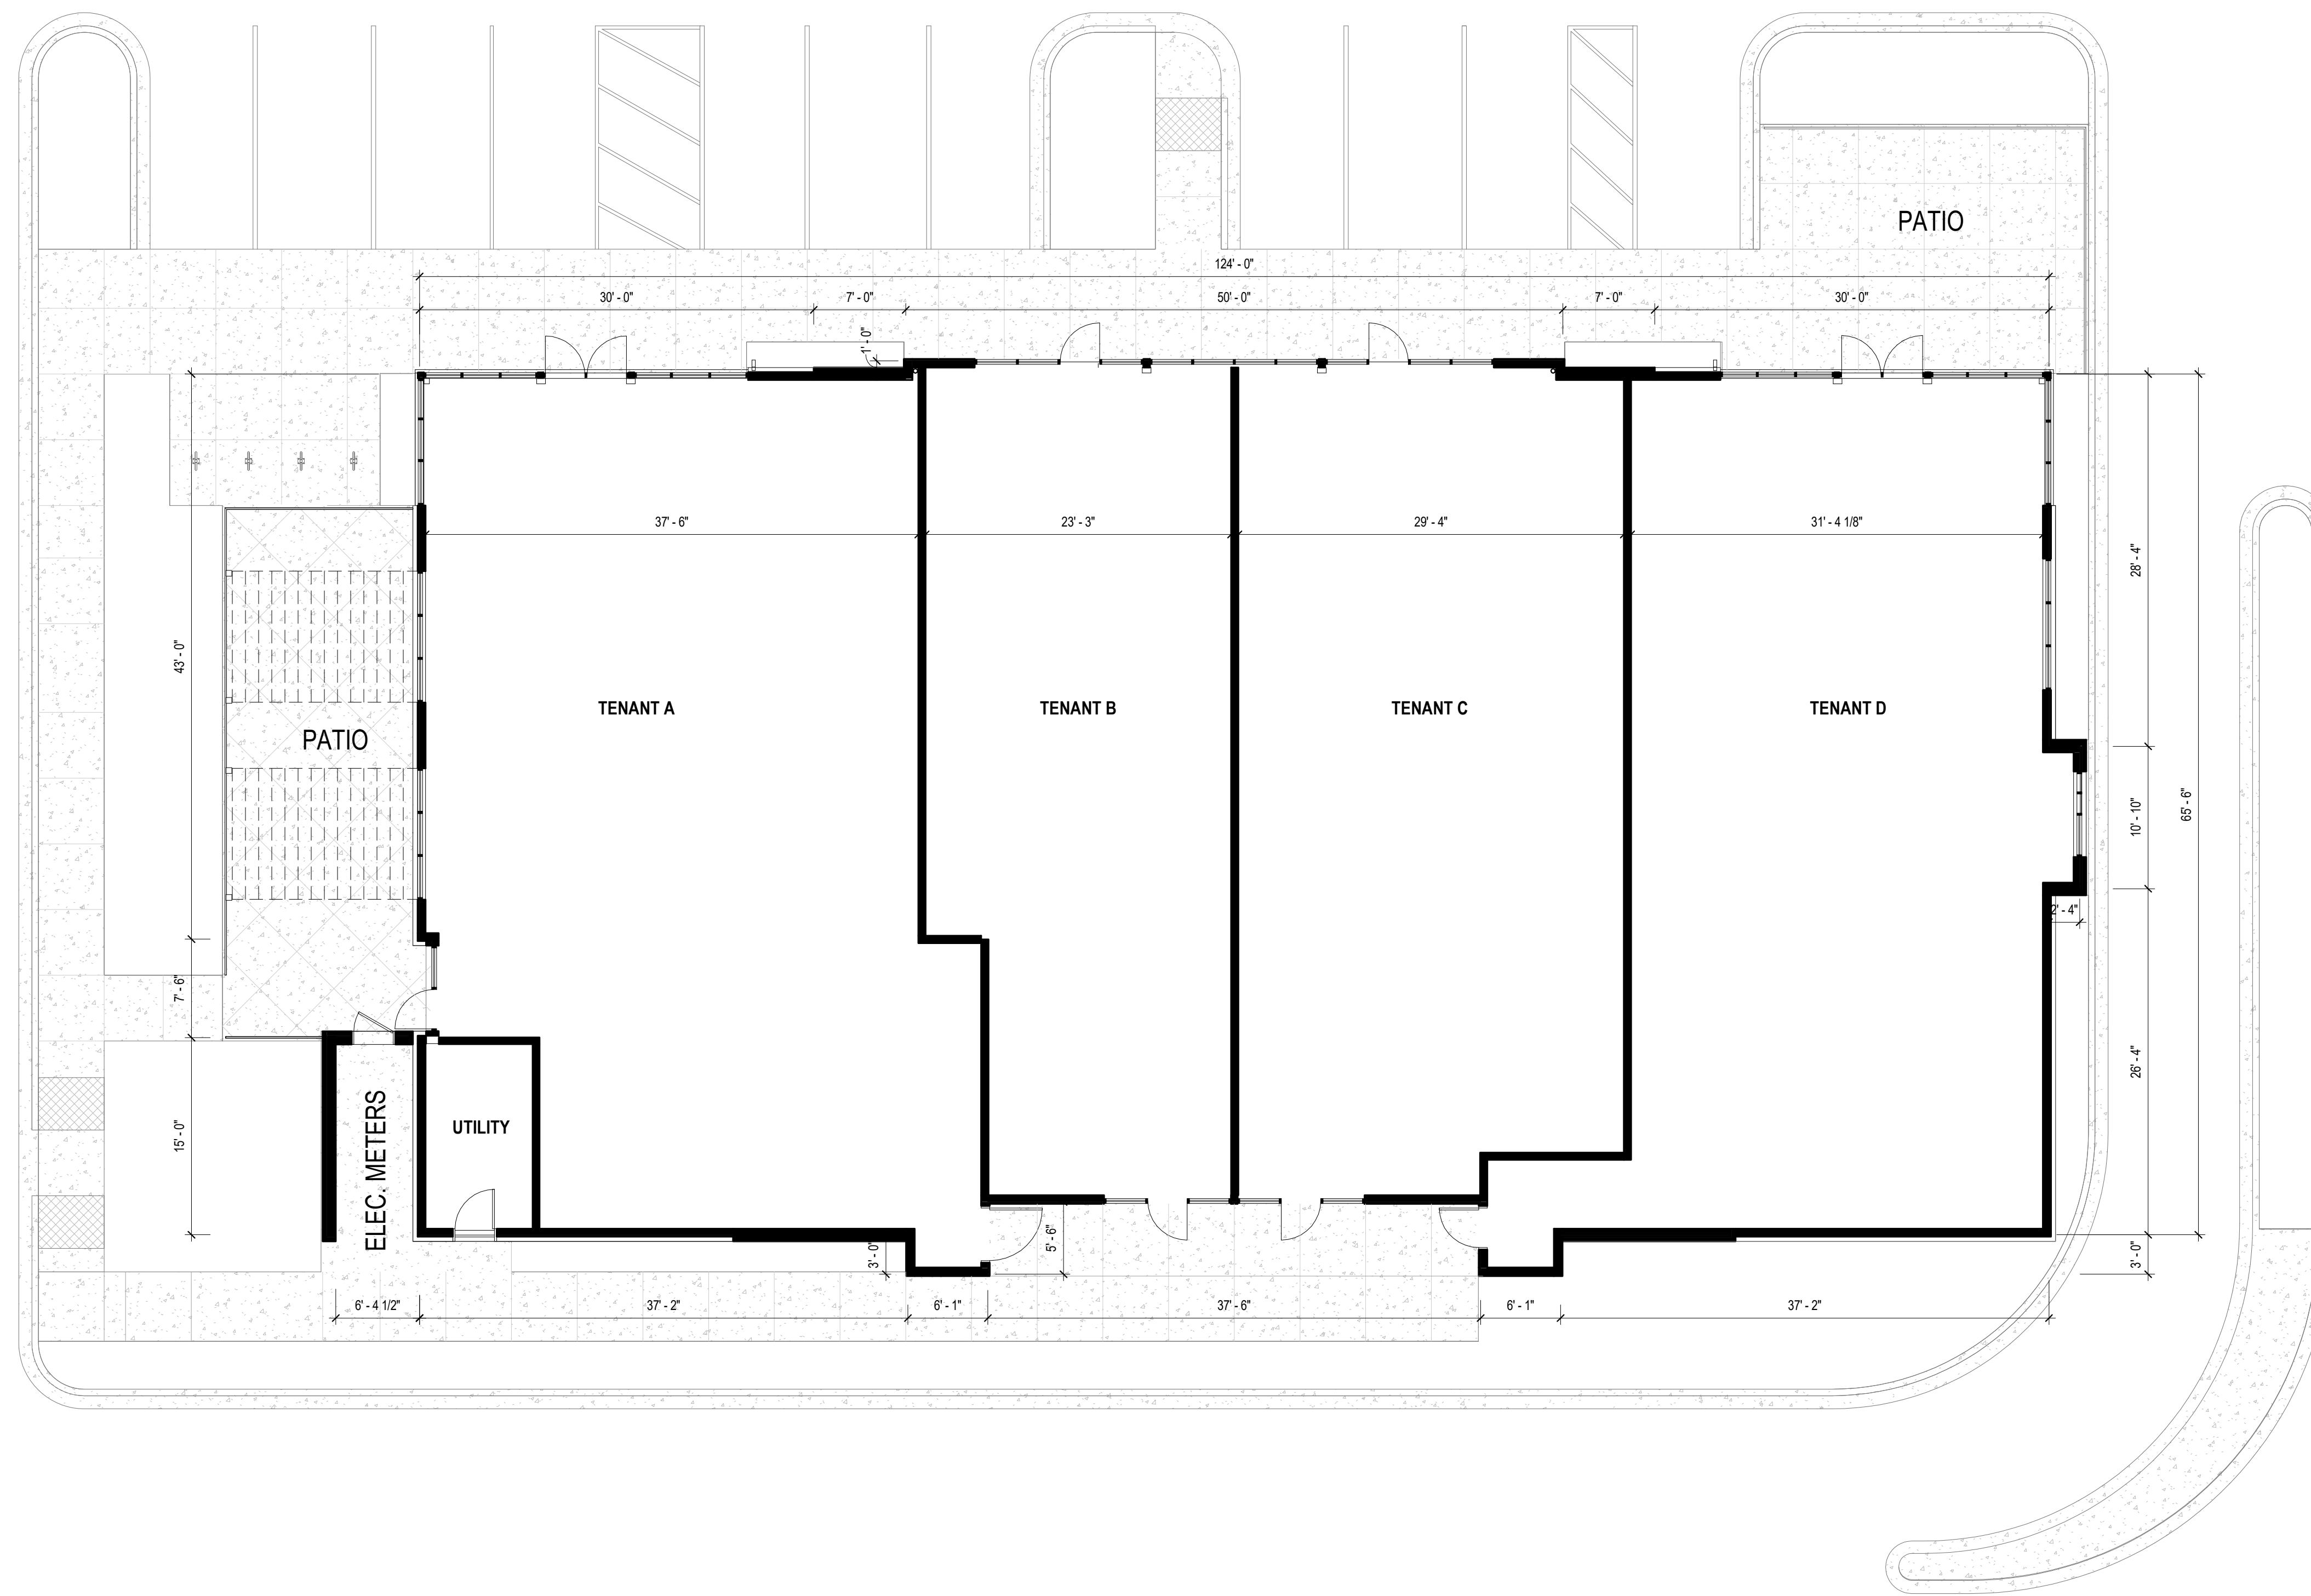 PATIO
124' - 0"
30' - 0"
7' - 0"
50' - 0"
7' - 0"
30' - 0"
1' - 0"
37' - 6"
23' - 3"
29' - 4"
31' - 4 1/8"
28' - 4"
43' - 0"
TENANT A
TENANT B
TENANT C
TENANT D
PATIO
10' - 10"
65' - 6"
2' - 4"
7' - 6"
26' - 4"
15' - 0"
ELEC. METERS
UTILITY
3' - 0"
5' - 6"
3' - 0"
6' - 4 1/2"
37' - 2"
6' - 1"
37' - 6"
6' - 1"
37' - 2"